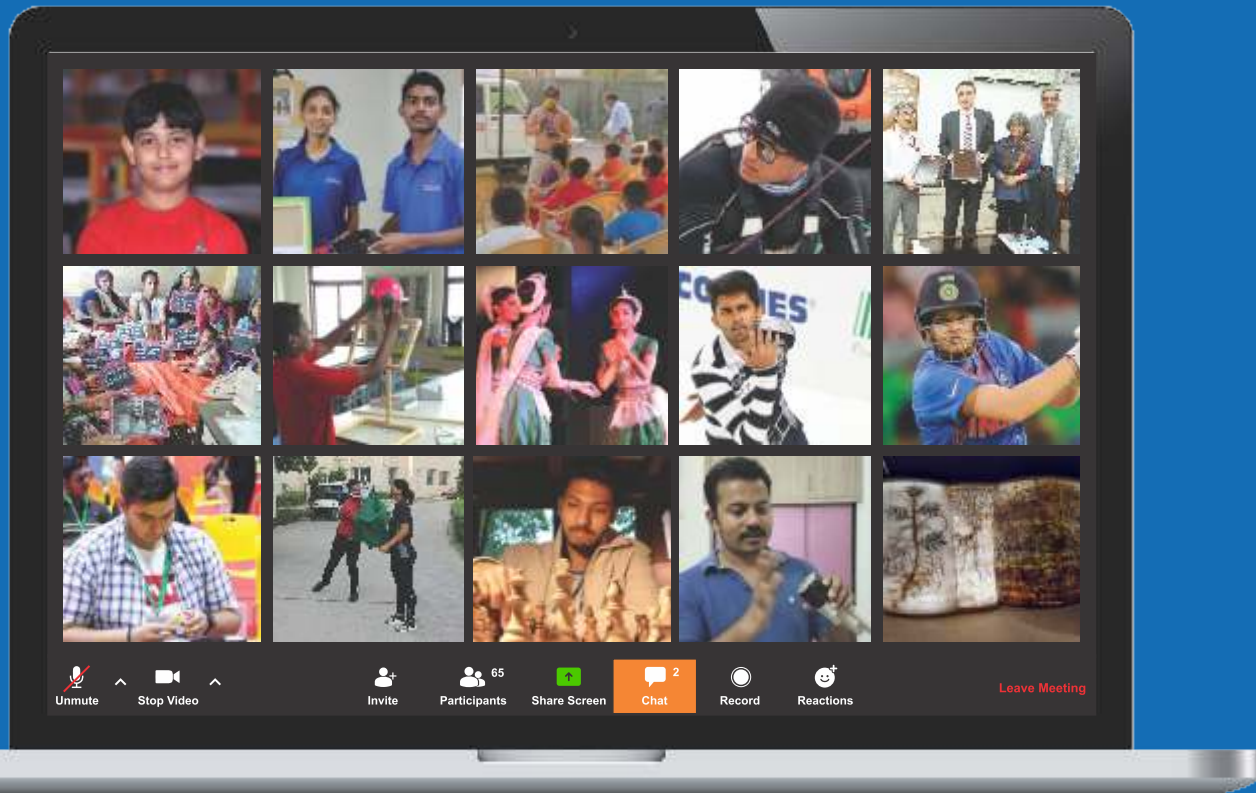 Unmute
Stop Video
Invite
65
Participants
Share Screen
2
Chat
Record
Reactions
Leave Meeting